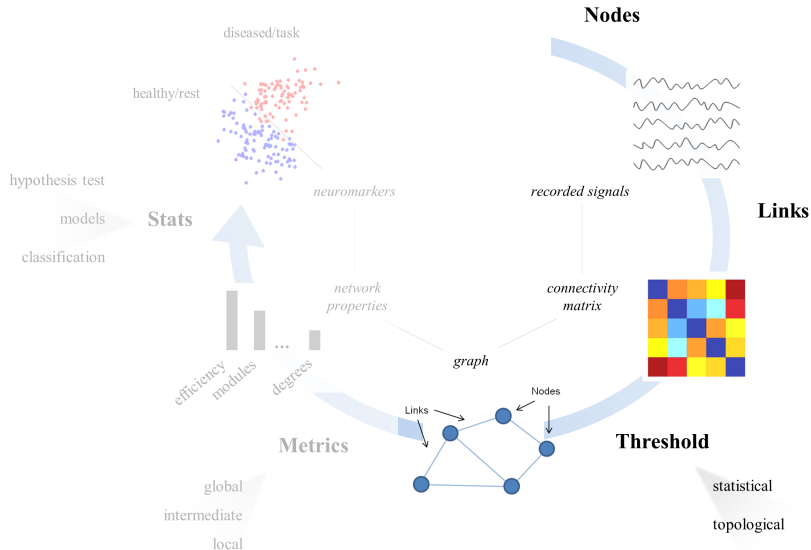 Nodes
diseased/task
healthy/rest
hypothesis test
neuromarkers
recorded signals
models
Stats
Links
classification
network
properties
connectivity
matrix
...
graph
efficiency
modules
degrees
Nodes
Links
Metrics
Threshold
global
intermediate
local
statistical
topological